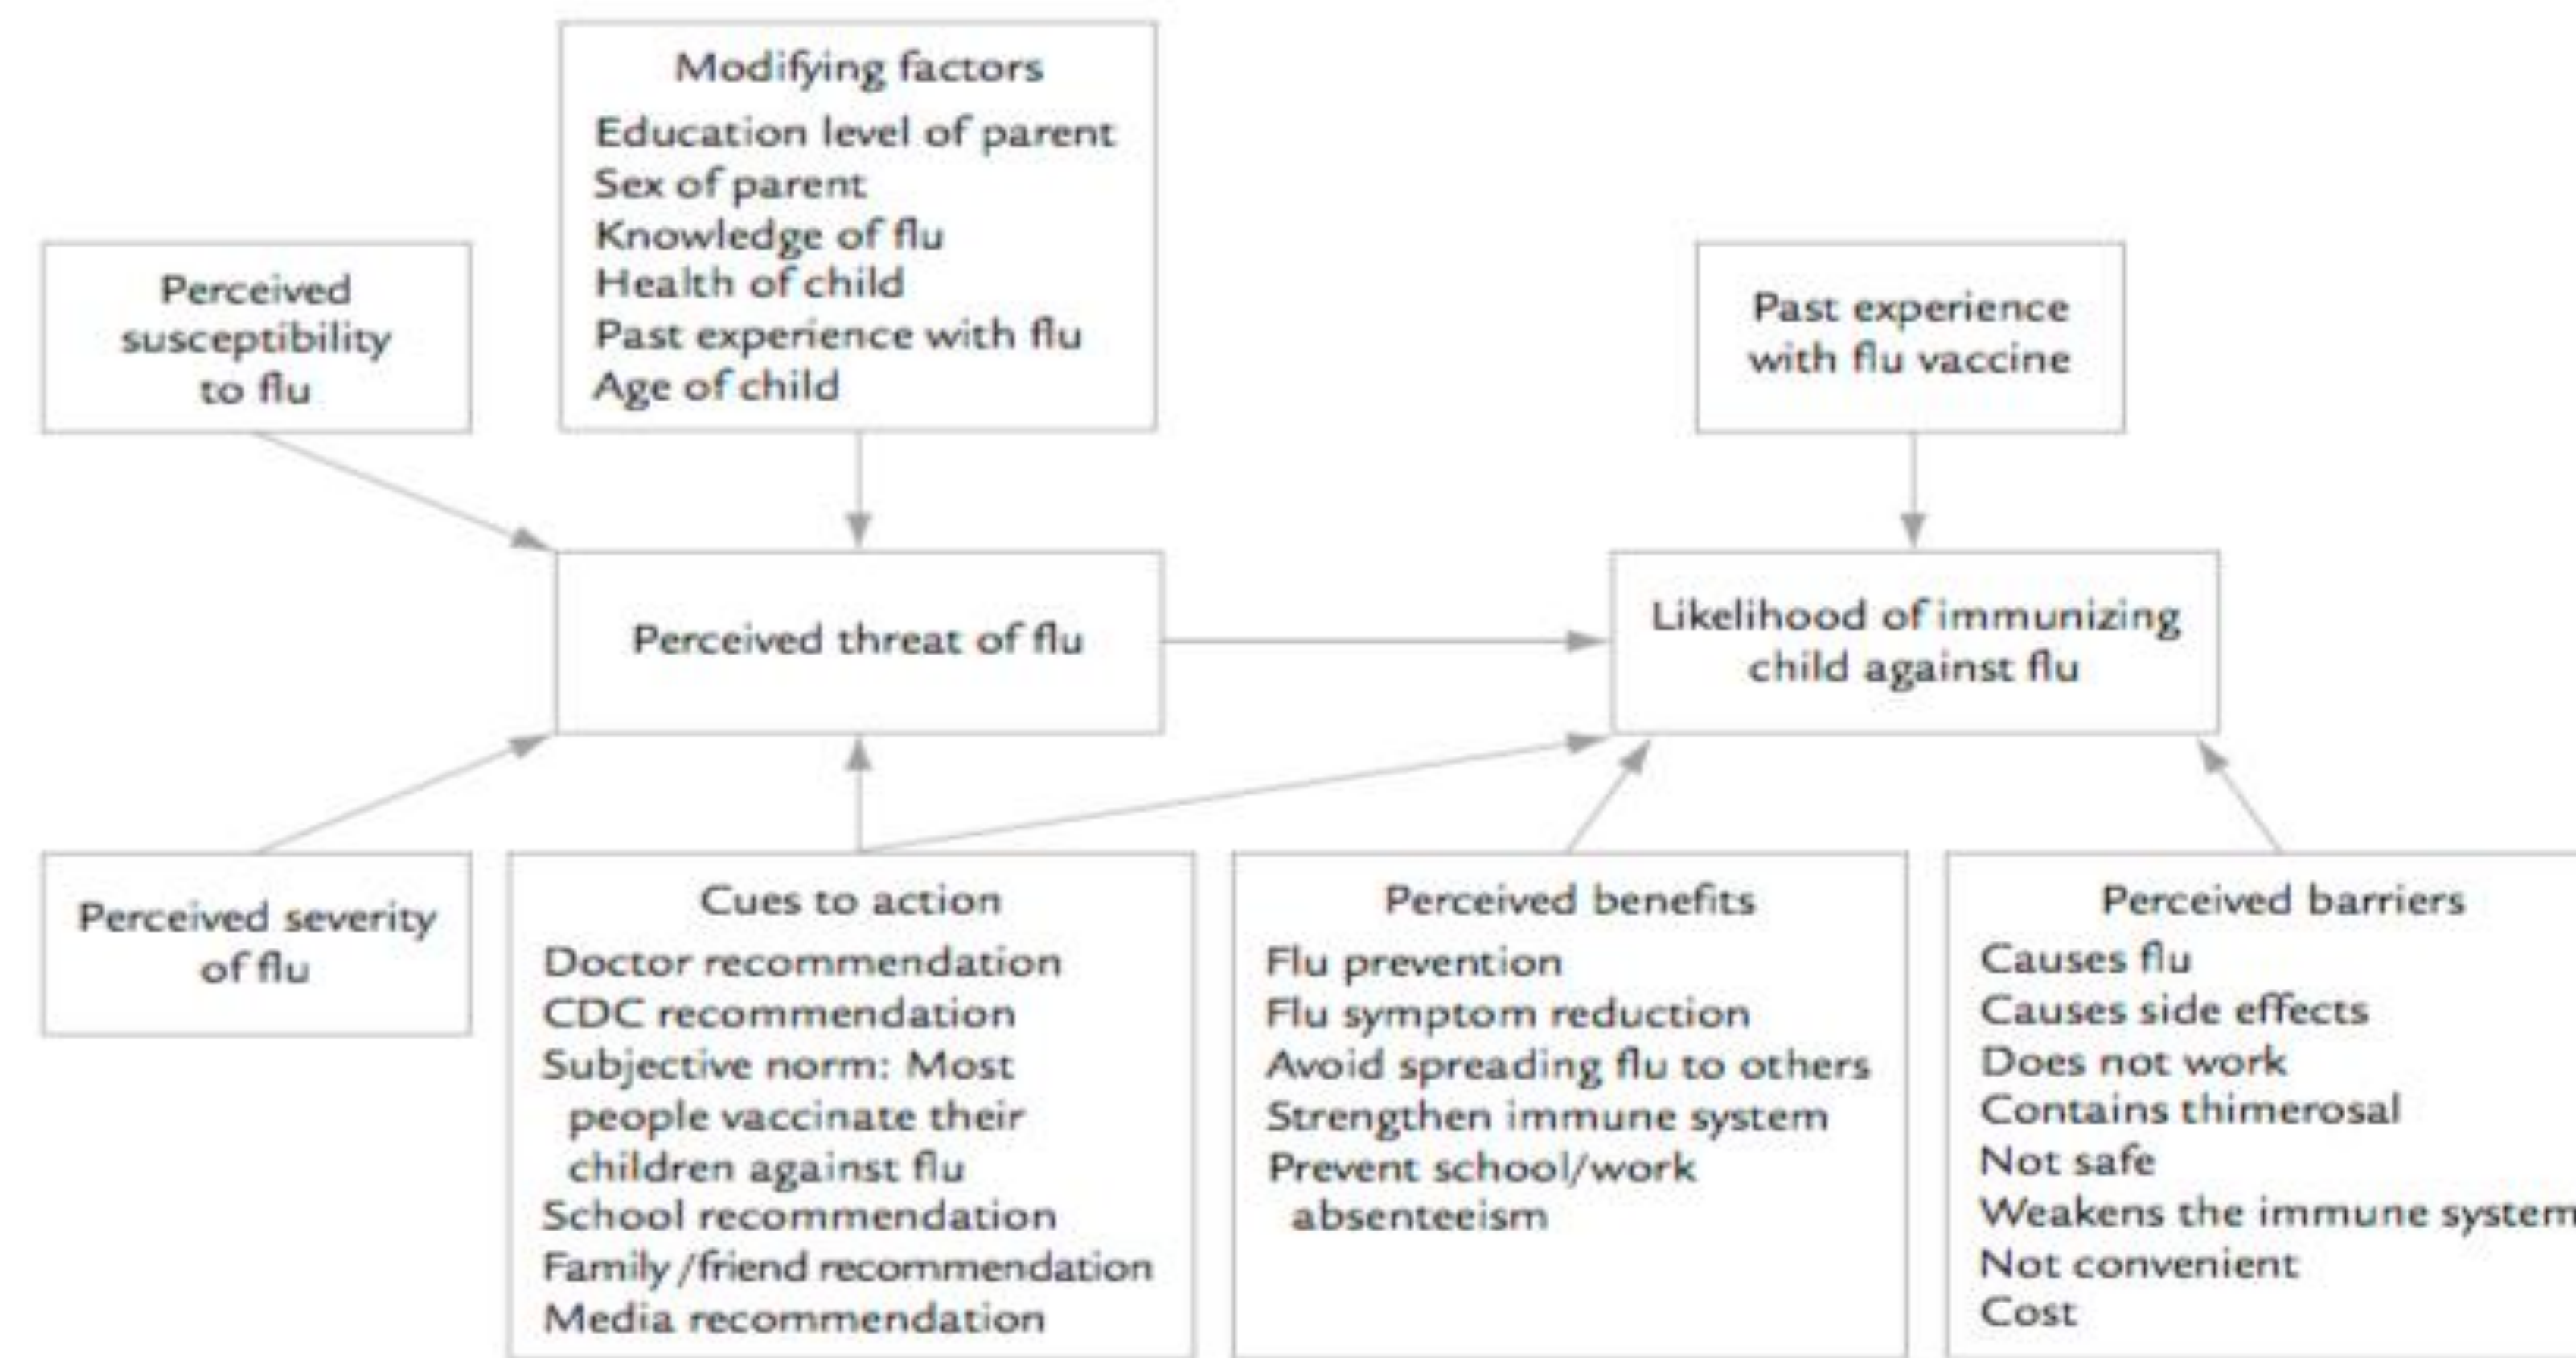 Modifying factors
Education level of parent
Sex of parent
Knowledge of flu
Health of child
Past experience with flu
Age of child
Perceived
susceptibility
to flu
Past experience
with flu vaccine
Perceived threat of flu
Likelihood of immunizing
child against flu
Perceived severity
of flu
Cues to action
Doctor recommendation
CDC recommendation
Subjective norm: Most
people vaccinate their
children against flu
School recommendation
Family/friend recommendation
Media recommendation
Perceived benefits
Flu prevention
Flu symptom reduction
Avoid spreading flu to others
Strengthen immune system
Prevent school/work
absenteeism
Perceived barriers
Causes flu
Causes side effects
Does not work
Contains thimerosal
Not safe
Weakens the immune system
Not convenient
Cost